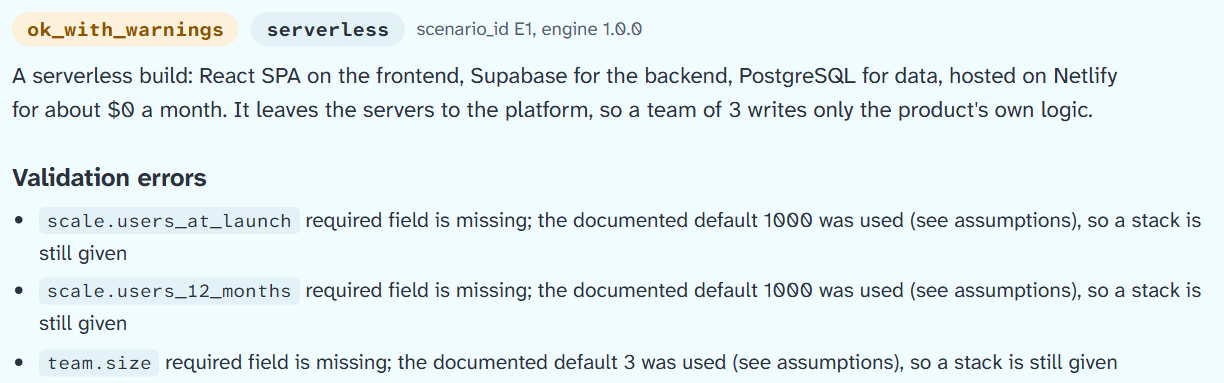 ok_with_warnings serverless scenario_id E1, engine 1.0.0
A serverless build: React SPA on the frontend, Supabase for the backend, PostgreSQL for data, hosted on Netlify
for about $0 a month. It leaves the servers to the platform, so a team of 3 writes only the product's own logic.
Validation errors
• scale.users_at_launch required field is missing; the documented default 1000 was used (see assumptions), so a stack is
still given
• scale.users_12_months required field is missing; the documented default 1000 was used (see assumptions), so a stack is
still given
• team.size required field is missing; the documented default 3 was used (see assumptions), so a stack is still given